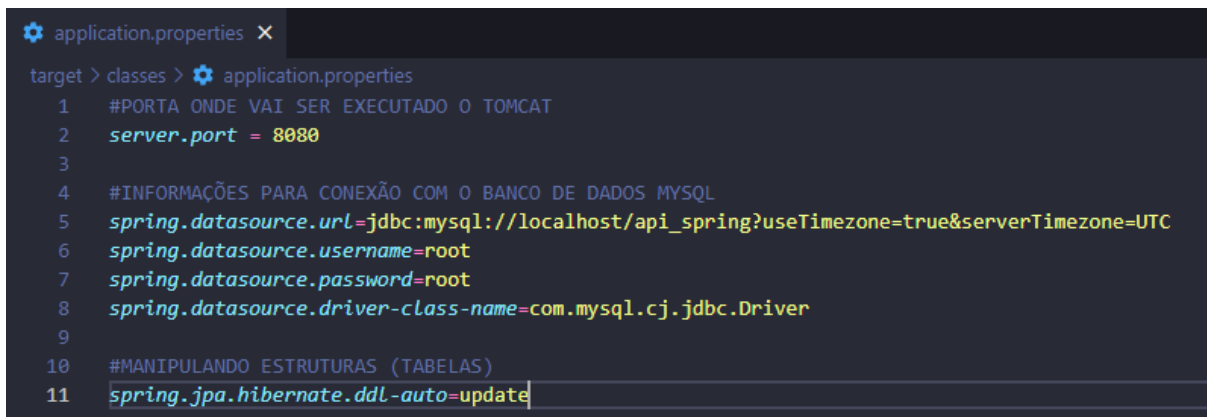 application.properties ×
target > classes > application.properties
1 #PORTA ONDE VAI SER EXECUTADO O TOMCAT
2 server.port = 8080
3
4 #INFORMAÇÕES PARA CONEXÃO COM O BANCO DE DADOS MYSQL
5 spring.datasource.url=jdbc:mysql://localhost/api_spring?useTimezone=true&serverTimezone=UTC
6 spring.datasource.username=root
7 spring.datasource.password=root
8 spring.datasource.driver-class-name=com.mysql.cj.jdbc.Driver
9
10 #MANIPULANDO ESTRUTURAS (TABELAS)
11 spring.jpa.hibernate.ddl-auto=update